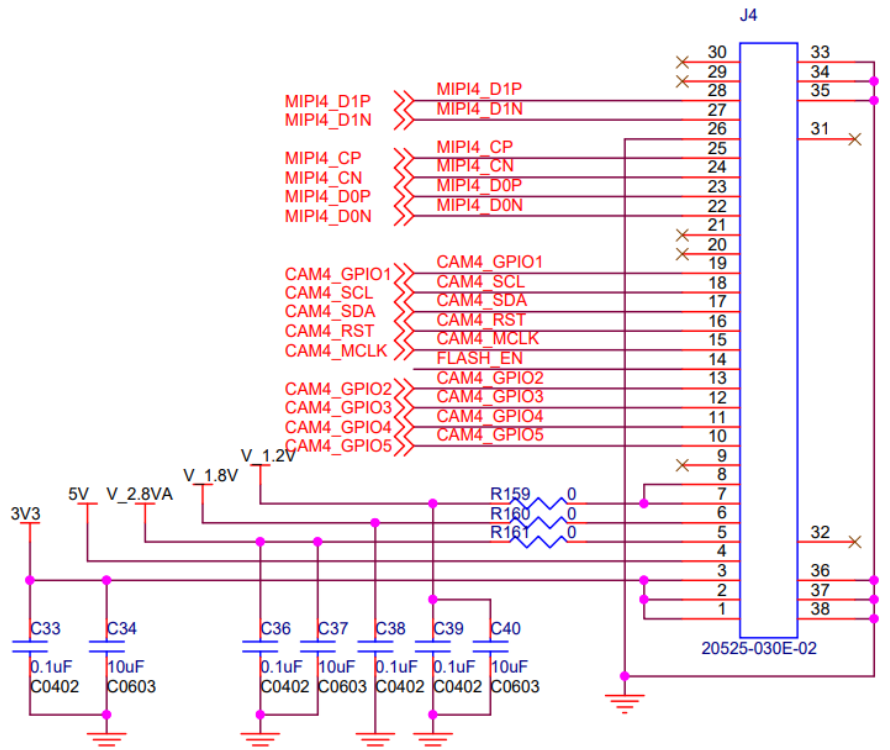 J4
30 33
29 34
MIPI4_D1P MIPI4_D1P 28 35
MIPI4_D1N MIPI4_D1N 27
26 31
MIPI4_CP MIPI4_CP 25
MIPI4_CN MIPI4_CN 24
MIPI4_D0P MIPI4_D0P 23
MIPI4_D0N MIPI4_D0N 22
21
20
CAM4_GPIO1 CAM4_GPIO1 19
CAM4_SCL CAM4_SCL 18
CAM4_SDA CAM4_SDA 17
CAM4_RST CAM4_RST 16
CAM4_MCLK CAM4_MCLK 15
FLASH_EN 14
CAM4_GPIO2 CAM4_GPIO2 13
CAM4_GPIO3 CAM4_GPIO3 12
CAM4_GPIO4 CAM4_GPIO4 11
CAM4_GPIO5 CAM4_GPIO5 10
V_1.2V 9
V_1.8V 8
5V V_2.8VA R159 0 7
3V3 R160 0 6
R161 0 5 32
4
3 36
2 37
1 38
C33 C34 C36 C37 C38 C39 C40
20525-030E-02
0.1uF 10uF 0.1uF 10uF 0.1uF 0.1uF 10uF
C0402 C0603 C0402 C0603 C0402 C0402 C0603